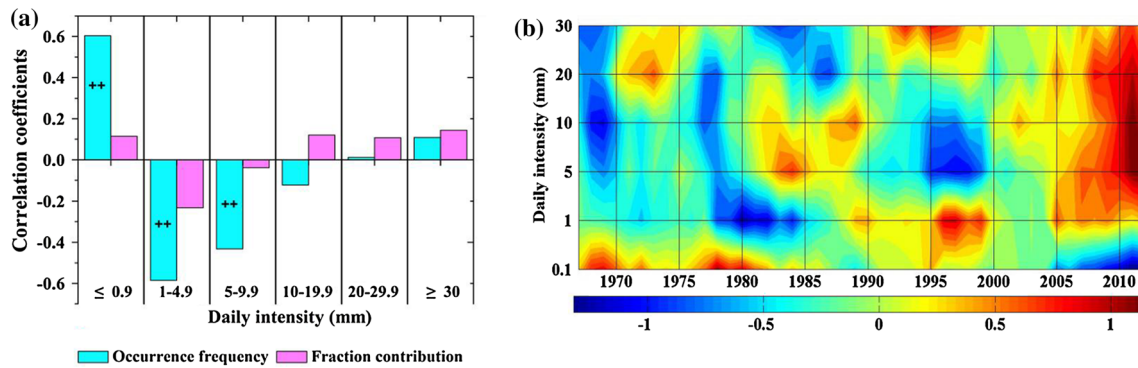 (a)
Correlation coefficients
0.6
0.4
0.2
0.0
-0.2
-0.4
-0.6
++
++
++
≤ 0.9 1-4.9 5-9.9 10-19.9 20-29.9 ≥ 30
Daily intensity (mm)
Occurrence frequency Fraction contribution
(b)
Daily intensity (mm)
30
20
10
5
1
0.1
1970 1975 1980 1985 1990 1995 2000 2005 2010
-1 -0.5 0 0.5 1